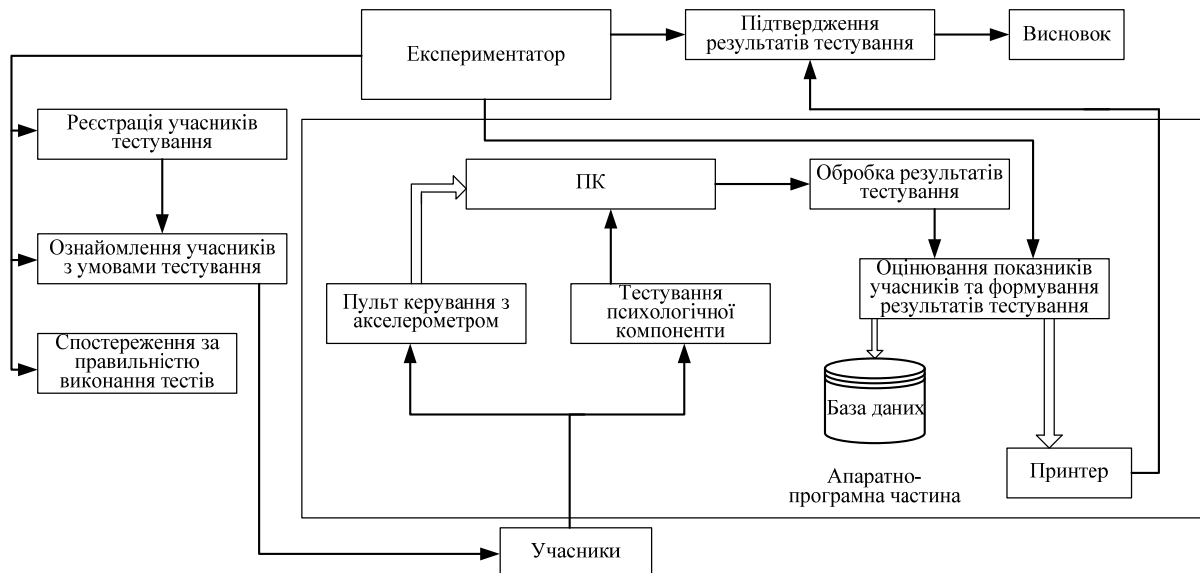 Експериментатор
Підтвердження
результатів тестування
Висновок
Реєстрація учасників
тестування
Ознайомлення учасників
з умовами тестування
Спостереження за
правильністю
виконання тестів
ПК
Обробка результатів
тестування
Пульт керування з
акселерометром
Тестування
психологічної
компоненти
Оцінювання показників
учасників та формування
результатів тестування
База даних
Принтер
Апаратно-
програмна частина
Учасники